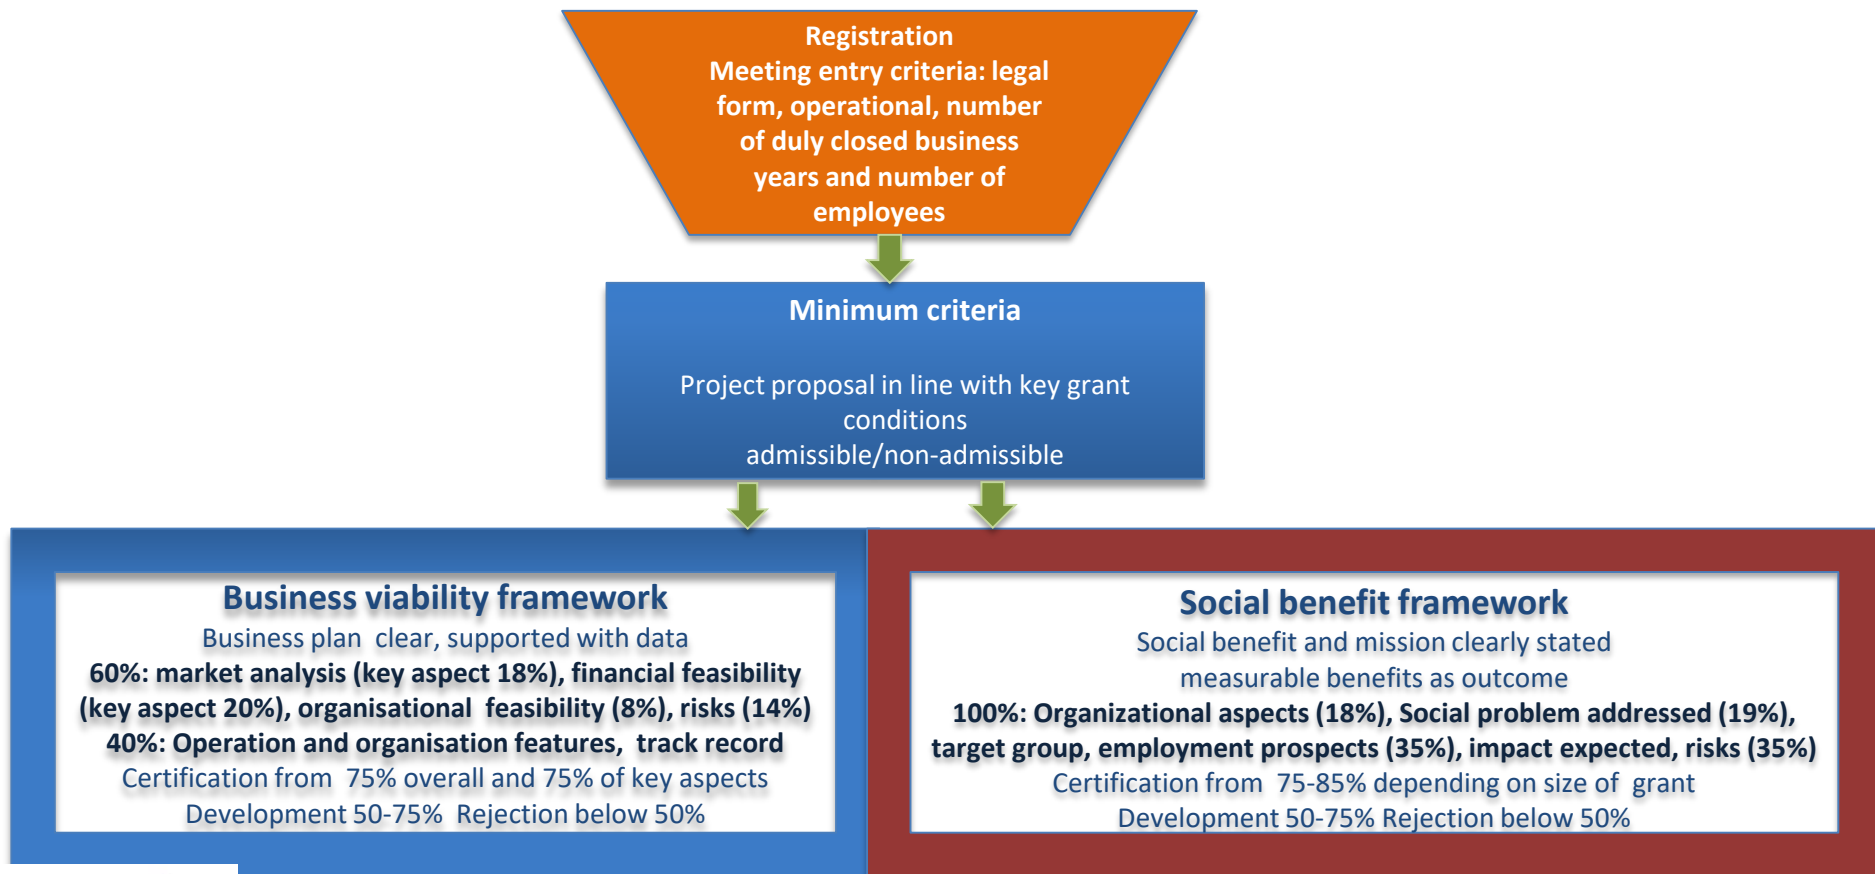 Registration
Meeting entry criteria: legal
form, operational, number
of duly closed business
years and number of
employees
Minimum criteria
Project proposal in line with key grant
conditions
admissible/non-admissible
Business viability framework
Business plan clear, supported with data
60%: market analysis (key aspect 18%), financial feasibility
(key aspect 20%), organisational feasibility (8%), risks (14%)
40%: Operation and organisation features, track record
Certification from 75% overall and 75% of key aspects
Development 50-75% Rejection below 50%
Social benefit framework
Social benefit and mission clearly stated
measurable benefits as outcome
100%: Organizational aspects (18%), Social problem addressed (19%),
target group, employment prospects (35%), impact expected, risks (35%)
Certification from 75-85% depending on size of grant
Development 50-75% Rejection below 50%